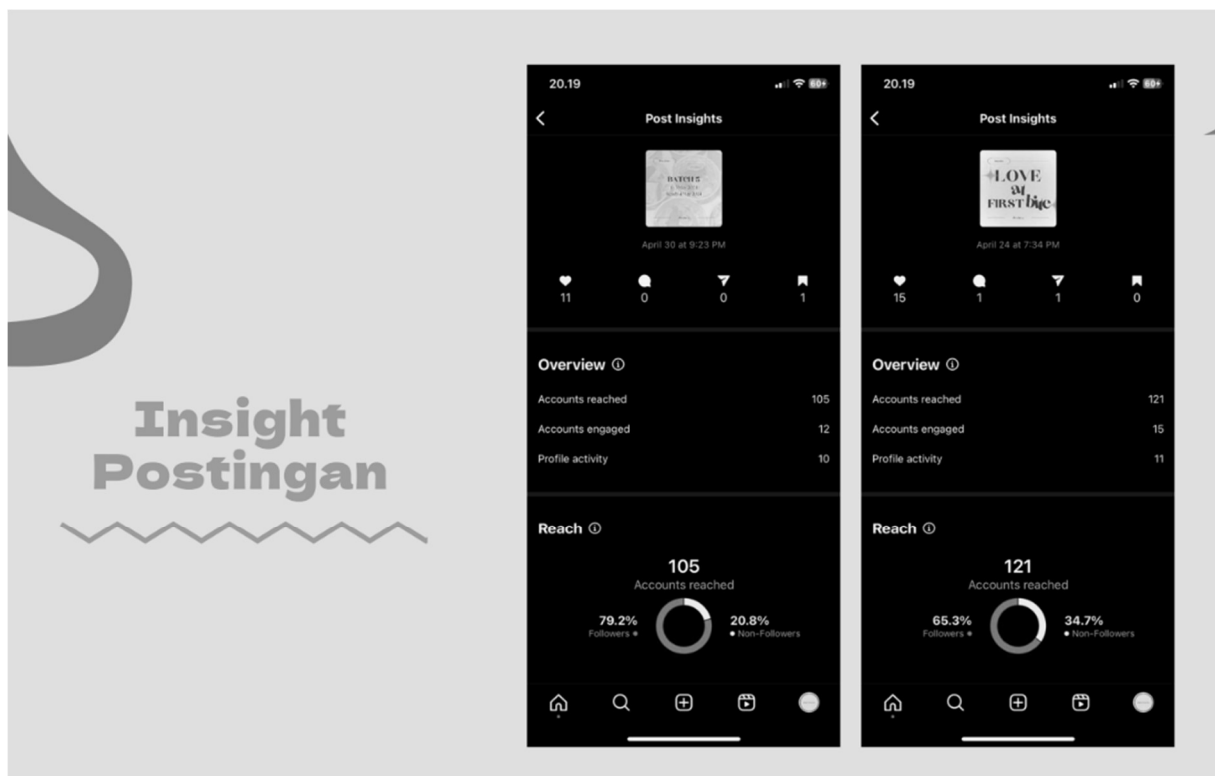 Insight
Postingan
20.19
60
Post Insights
BATCH 5
April 30 at 9:23 PM
11 0 0 1
Overview
Accounts reached 105
Accounts engaged 12
Profile activity 10
Reach
105
Accounts reached
79.2% 20.8%
Followers Non-Followers
20.19
60
Post Insights
LOVE
at
FIRST bite
April 24 at 7:34 PM
15 1 1 0
Overview
Accounts reached 121
Accounts engaged 15
Profile activity 11
Reach
121
Accounts reached
65.3% 34.7%
Followers Non-Followers